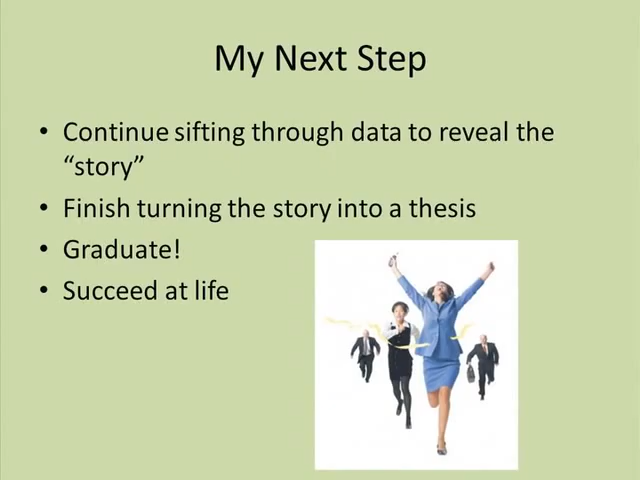 My Next Step
• Continue sifting through data to reveal the
“story”
• Finish turning the story into a thesis
• Graduate!
• Succeed at life